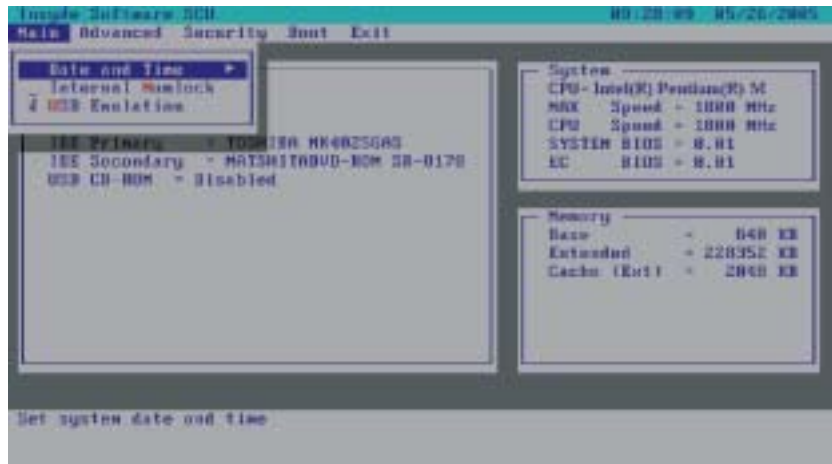 Insyde Software SCU 09:28:09 05/26/2005
Main Advanced Security Boot Exit
Date and Time
Internal Numlock
USB Emulation
IDE Primary = TOSHIBA MK4025GAS
IDE Secondary = MATSHITADVD-ROM SR-8178
USB CD-ROM = Disabled
System
CPU- Intel(R) Pentium(R) M
MAX Speed = 1800 MHz
CPU Speed = 1800 MHz
SYSTEM BIOS = 0.01
EC BIOS = 0.01
Memory
Base = 640 KB
Extended = 228352 KB
Cache (Ext) = 2048 KB
Set system date and time